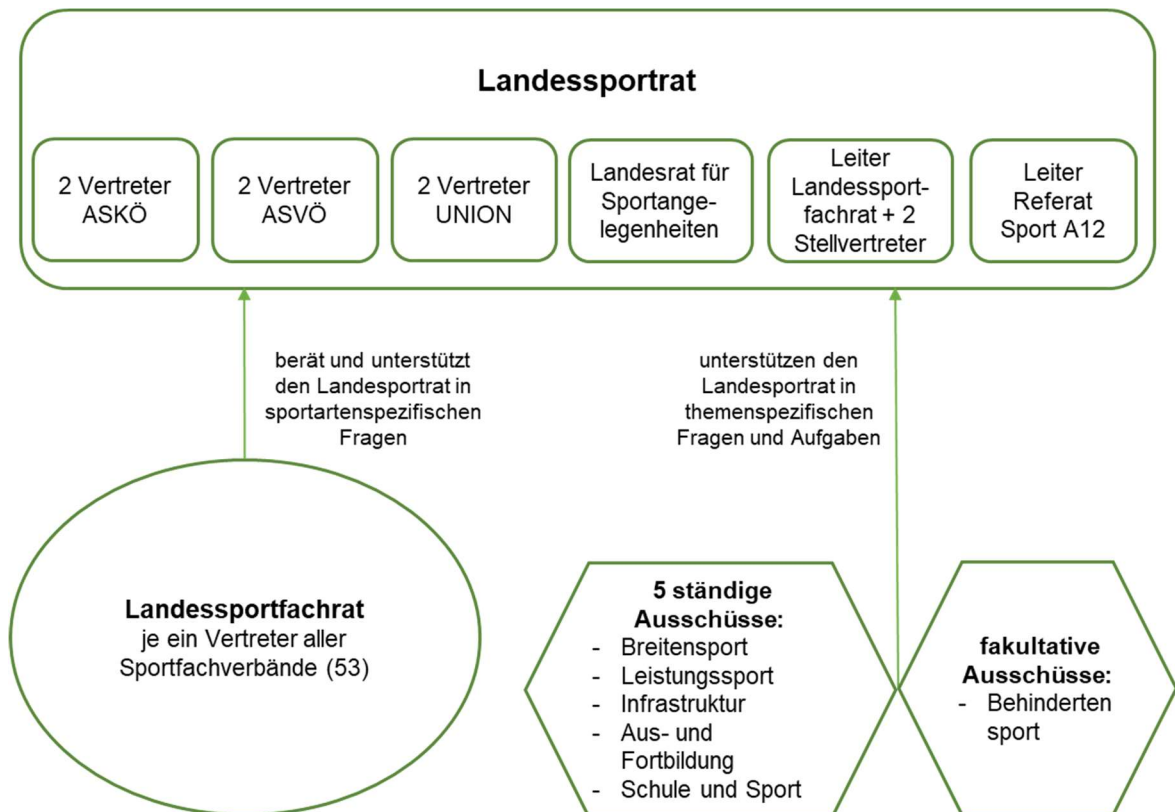 Landessportrat
2 Vertreter
ASKÖ
2 Vertreter
ASVÖ
2 Vertreter
UNION
Landesrat für
Sportange-
legenheiten
Leiter
Landessport-
fachrat + 2
Stellvertreter
Leiter
Referat
Sport A12
berät und unterstützt
den Landesportrat in
sportartenspezifischen
Fragen
unterstützen den
Landesportrat in
themenspezifischen
Fragen und Aufgaben
Landessportfachrat
je ein Vertreter aller
Sportfachverbände (53)
5 ständige
Ausschüsse:
- Breitensport
- Leistungssport
- Infrastruktur
- Aus- und
Fortbildung
- Schule und Sport
fakultative
Ausschüsse:
- Behinderten
sport